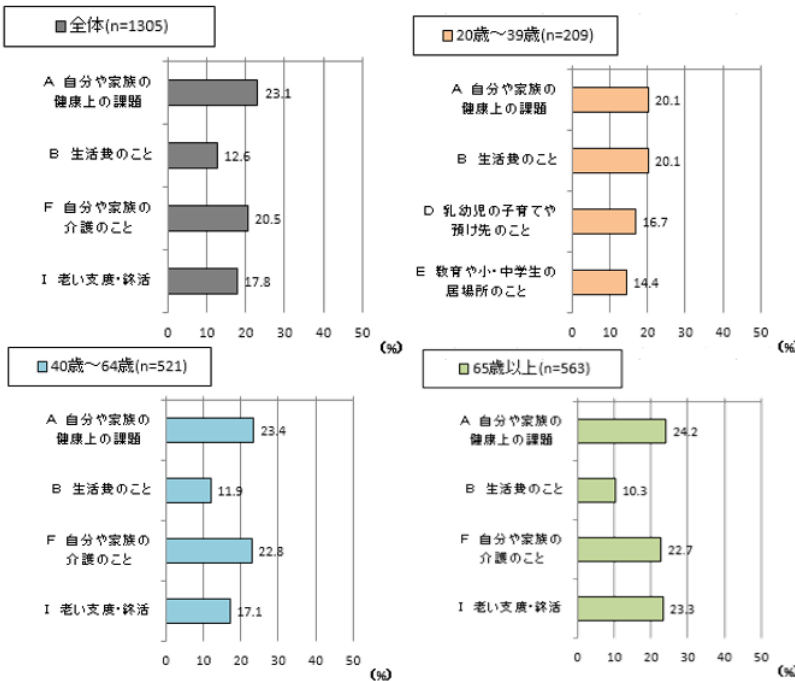 全体(n=1305)
A 自分や家族の
健康上の課題
23.1
B 生活費のこと
12.6
F 自分や家族の
介護のこと
20.5
I 老い支度・終活
17.8
0 10 20 30 40 50
(%)
20歳～39歳(n=209)
A 自分や家族の
健康上の課題
20.1
B 生活費のこと
20.1
D 乳幼児の子育てや
預け先のこと
16.7
E 教育や小・中学生の
居場所のこと
14.4
0 10 20 30 40 50
(%)
40歳～64歳(n=521)
A 自分や家族の
健康上の課題
23.4
B 生活費のこと
11.9
F 自分や家族の
介護のこと
22.8
I 老い支度・終活
17.1
0 10 20 30 40 50
(%)
65歳以上(n=563)
A 自分や家族の
健康上の課題
24.2
B 生活費のこと
10.3
F 自分や家族の
介護のこと
22.7
I 老い支度・終活
23.3
0 10 20 30 40 50
(%)